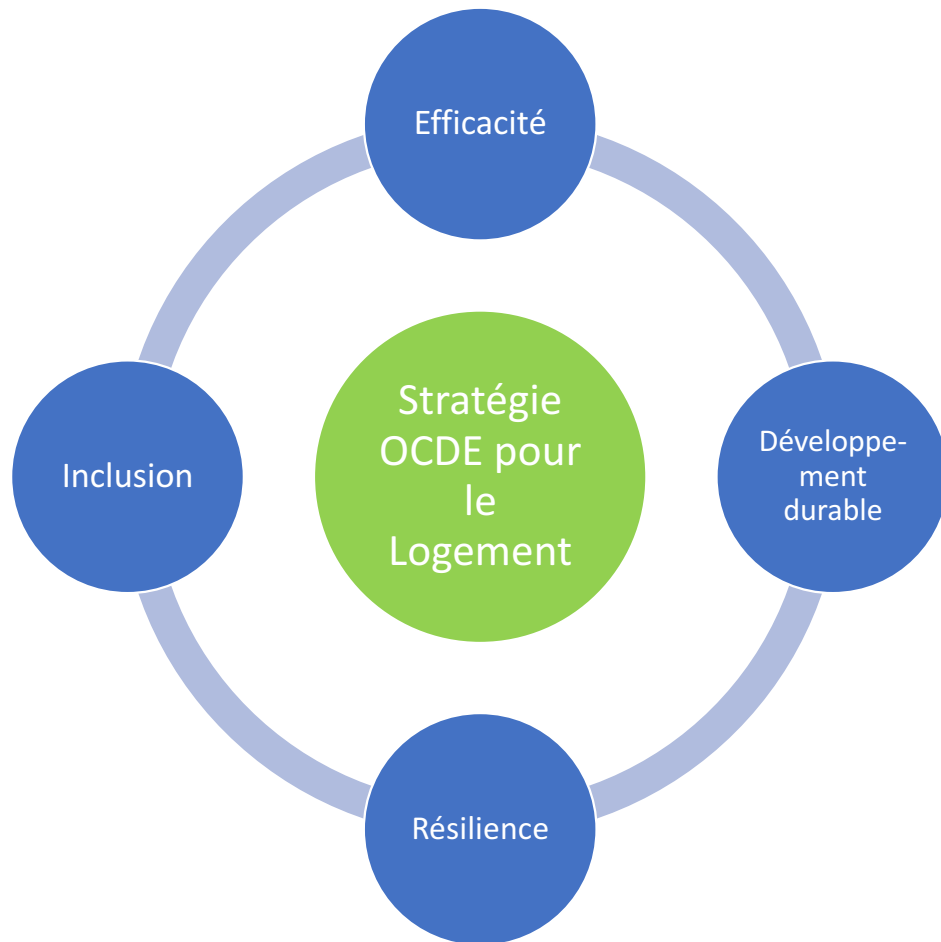 Efficacité
Stratégie
OCDE pour
le
Logement
Développe-
ment
durable
Résilience
Inclusion